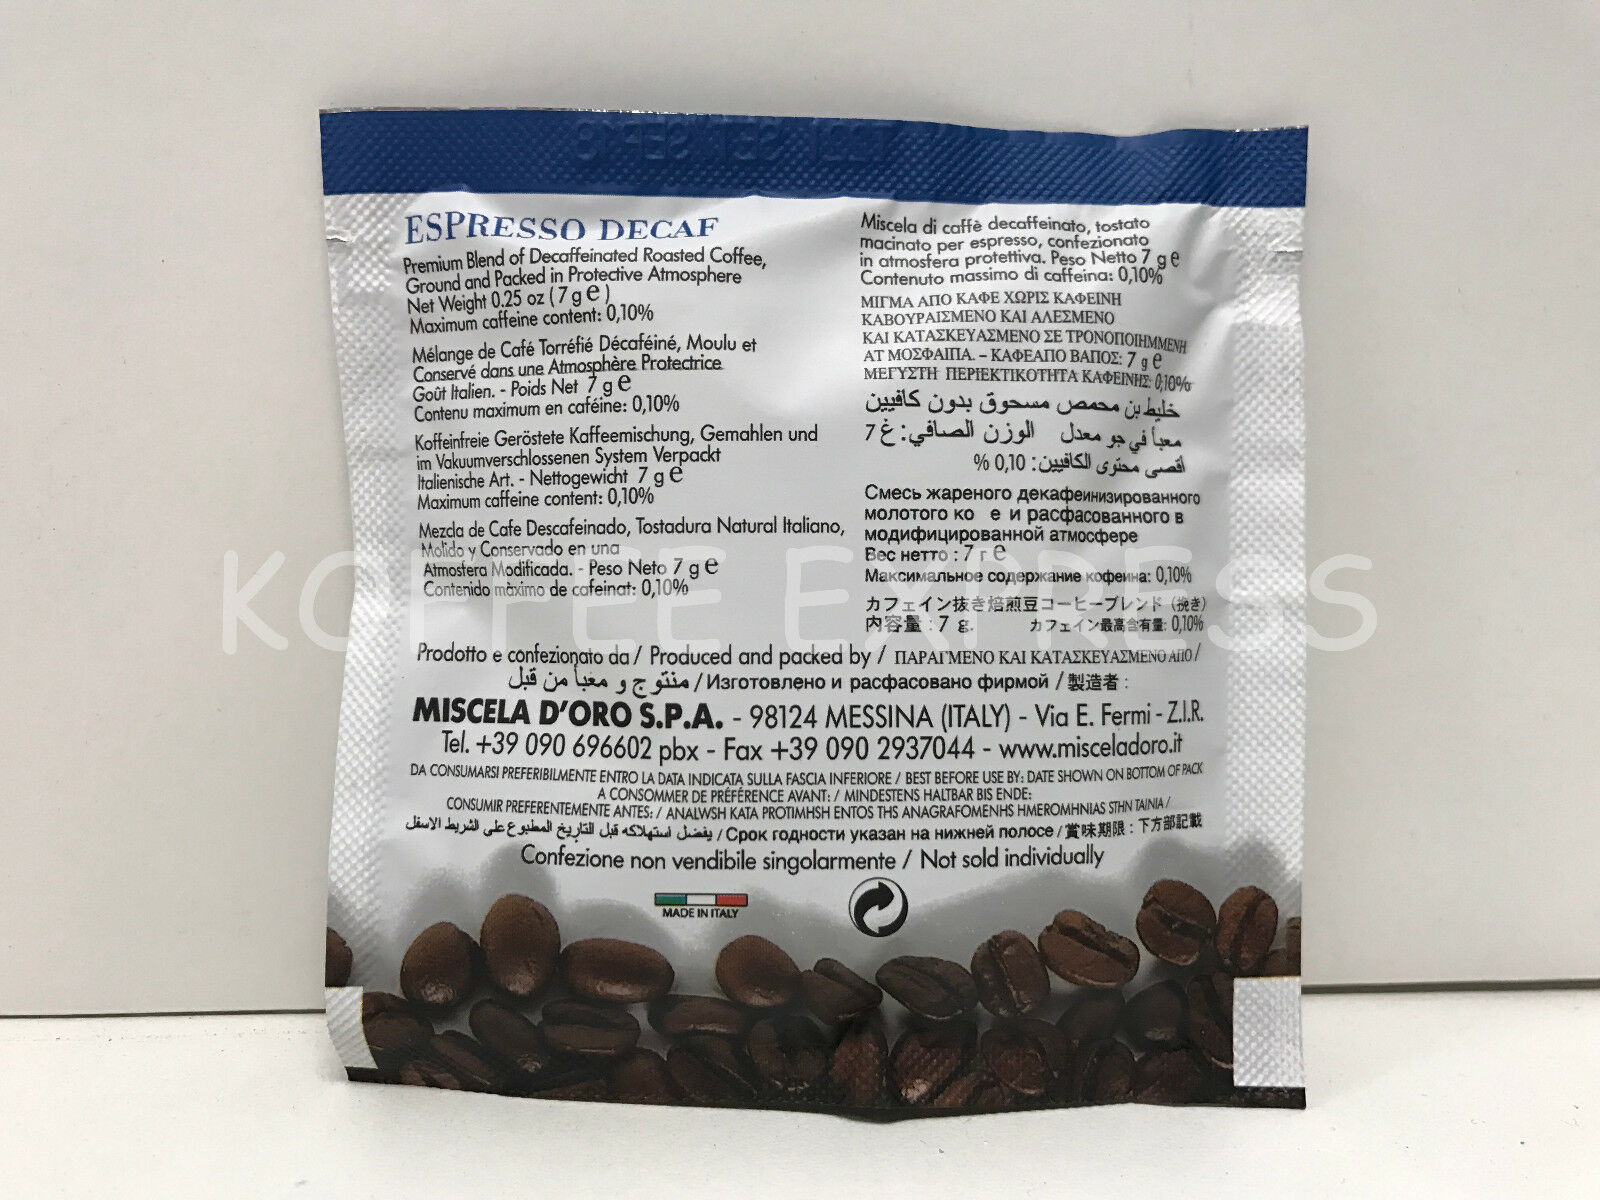 ESPRESSO DECAF
Premium Blend of Decaffeinated Roasted Coffee,
Ground and Packed in Protective Atmosphere
Net Weight 0.25 oz (7 g e)
Maximum caffeine content: 0,10%
Mélange de Café Torréfié Décaféiné, Moulu et
Conservé dans une Atmosphère Protectrice
Goût Italien. - Poids Net 7 g e
Contenu maximum en caféine: 0,10%
Koffeinfreie Geröstete Kaffeemischung, Gemahlen und
im Vakuumverschlossenen System Verpackt
Italienische Art. - Nettogewicht 7 g e
Maximum caffeine content: 0,10%
Mezcla de Cafe Descafeinado, Tostadura Natural Italiano,
Molido y Conservado en una
Atmosfera Modificada. - Peso Neto 7 g e
Contenido màximo de cafeinat: 0,10%
Miscela di caffè decaffeinato, tostato
macinato per espresso, confezionato
in atmosfera protettiva. Peso Netto 7 g e
Contenuto massimo di caffeina: 0,10%
ΜΙΓΜΑ ΑΠΟ ΚΑΦΕ ΧΩΡΙΣ ΚΑΦΕΙΝΗ
ΚΑΒΟΥΡΑΙΣΜΕΝΟ ΚΑΙ ΑΛΕΣΜΕΝΟ
ΚΑΙ ΚΑΤΑΣΚΕΥΑΣΜΕΝΟ ΣΕ ΤΡΟΝΟΠΟΙΗΜΜΕΝΗ
ΑΤ ΜΟΣΦΑΙΠΑ. – ΚΑΦΕΑΠΟ ΒΑΠΟΣ: 7 g e
ΜΕΓΥΣΤΗ ΠΕΡΙΕΚΤΙΚΟΤΗΤΑ ΚΑΦΕΙΝΗΣ: 0,10%
خليط بن محمص مسحوق بدون كافيين
معبأ في جو معدل الوزن الصافي: غ 7
أقصى محتوى الكافيين: 0,10 %
Смесь жареного декафеинизированного
молотого ко е и расфасованного в
модифицированной атмосфере
Вес нетто : 7 г e
Максимальное содержание кофеина: 0,10%
カフェイン抜き焙煎豆コーヒーブレンド (挽き)
内容量 : 7 g. カフェイン最高含有量: 0,10%
Prodotto e confezionato da / Produced and packed by / ΠΑΡΑΓΜΕΝΟ ΚΑΙ ΚΑΤΑΣΚΕΥΑΣΜΕΝΟ ΑΠΟ /
منتوج و معبأ من قبل / Изготовлено и расфасовано фирмой / 製造者 :
MISCELA D'ORO S.P.A. - 98124 MESSINA (ITALY) - Via E. Fermi - Z.I.R.
Tel. +39 090 696602 pbx - Fax +39 090 2937044 - www.misceladoro.it
DA CONSUMARSI PREFERIBILMENTE ENTRO LA DATA INDICATA SULLA FASCIA INFERIORE / BEST BEFORE USE BY: DATE SHOWN ON BOTTOM OF PACK
A CONSOMMER DE PRÉFÉRENCE AVANT: / MINDESTENS HALTBAR BIS ENDE:
CONSUMIR PREFERENTEMENTE ANTES: / ANALWSH KATA PROTIMHSH ENTOS THS ANAGRAFOMENHS HMEROMHNIAS STHN TAINIA /
يفضل استهلاكه قبل التاريخ المطبوع على الشريط الاسفل / Срок годности указан на нижней полосе / 賞味期限 : 下方部記載
Confezione non vendibile singolarmente / Not sold individually
MADE IN ITALY
KOFFEE EXPRESS